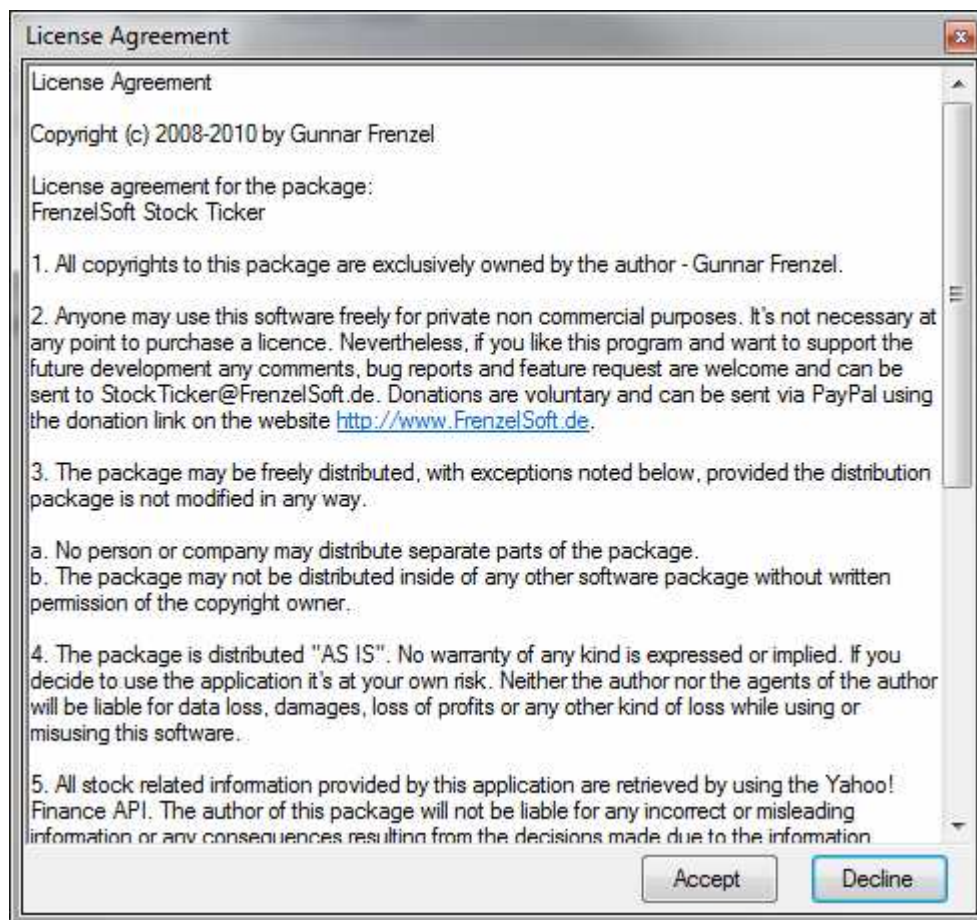 License Agreement
License Agreement
Copyright (c) 2008-2010 by Gunnar Frenzel
License agreement for the package:
FrenzelSoft Stock Ticker
1. All copyrights to this package are exclusively owned by the author - Gunnar Frenzel.
2. Anyone may use this software freely for private non commercial purposes. It's not necessary at
any point to purchase a licence. Nevertheless, if you like this program and want to support the
future development any comments, bug reports and feature request are welcome and can be
sent to StockTicker@FrenzelSoft.de. Donations are voluntary and can be sent via PayPal using
the donation link on the website http://www.FrenzelSoft.de.
3. The package may be freely distributed, with exceptions noted below, provided the distribution
package is not modified in any way.
a. No person or company may distribute separate parts of the package.
b. The package may not be distributed inside of any other software package without written
permission of the copyright owner.
4. The package is distributed "AS IS". No warranty of any kind is expressed or implied. If you
decide to use the application it's at your own risk. Neither the author nor the agents of the author
will be liable for data loss, damages, loss of profits or any other kind of loss while using or
misusing this software.
5. All stock related information provided by this application are retrieved by using the Yahoo!
Finance API. The author of this package will not be liable for any incorrect or misleading
information or any consequences resulting from the decisions made due to the information
Accept Decline